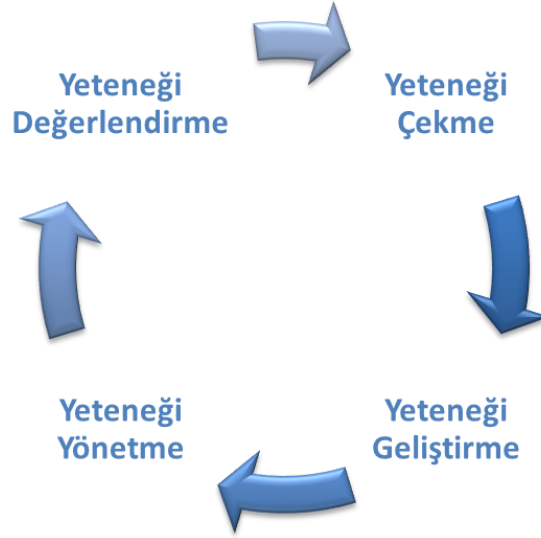 Yeteneği
Değerlendirme
Yeteneği
Çekme
Yeteneği
Yönetme
Yeteneği
Geliştirme